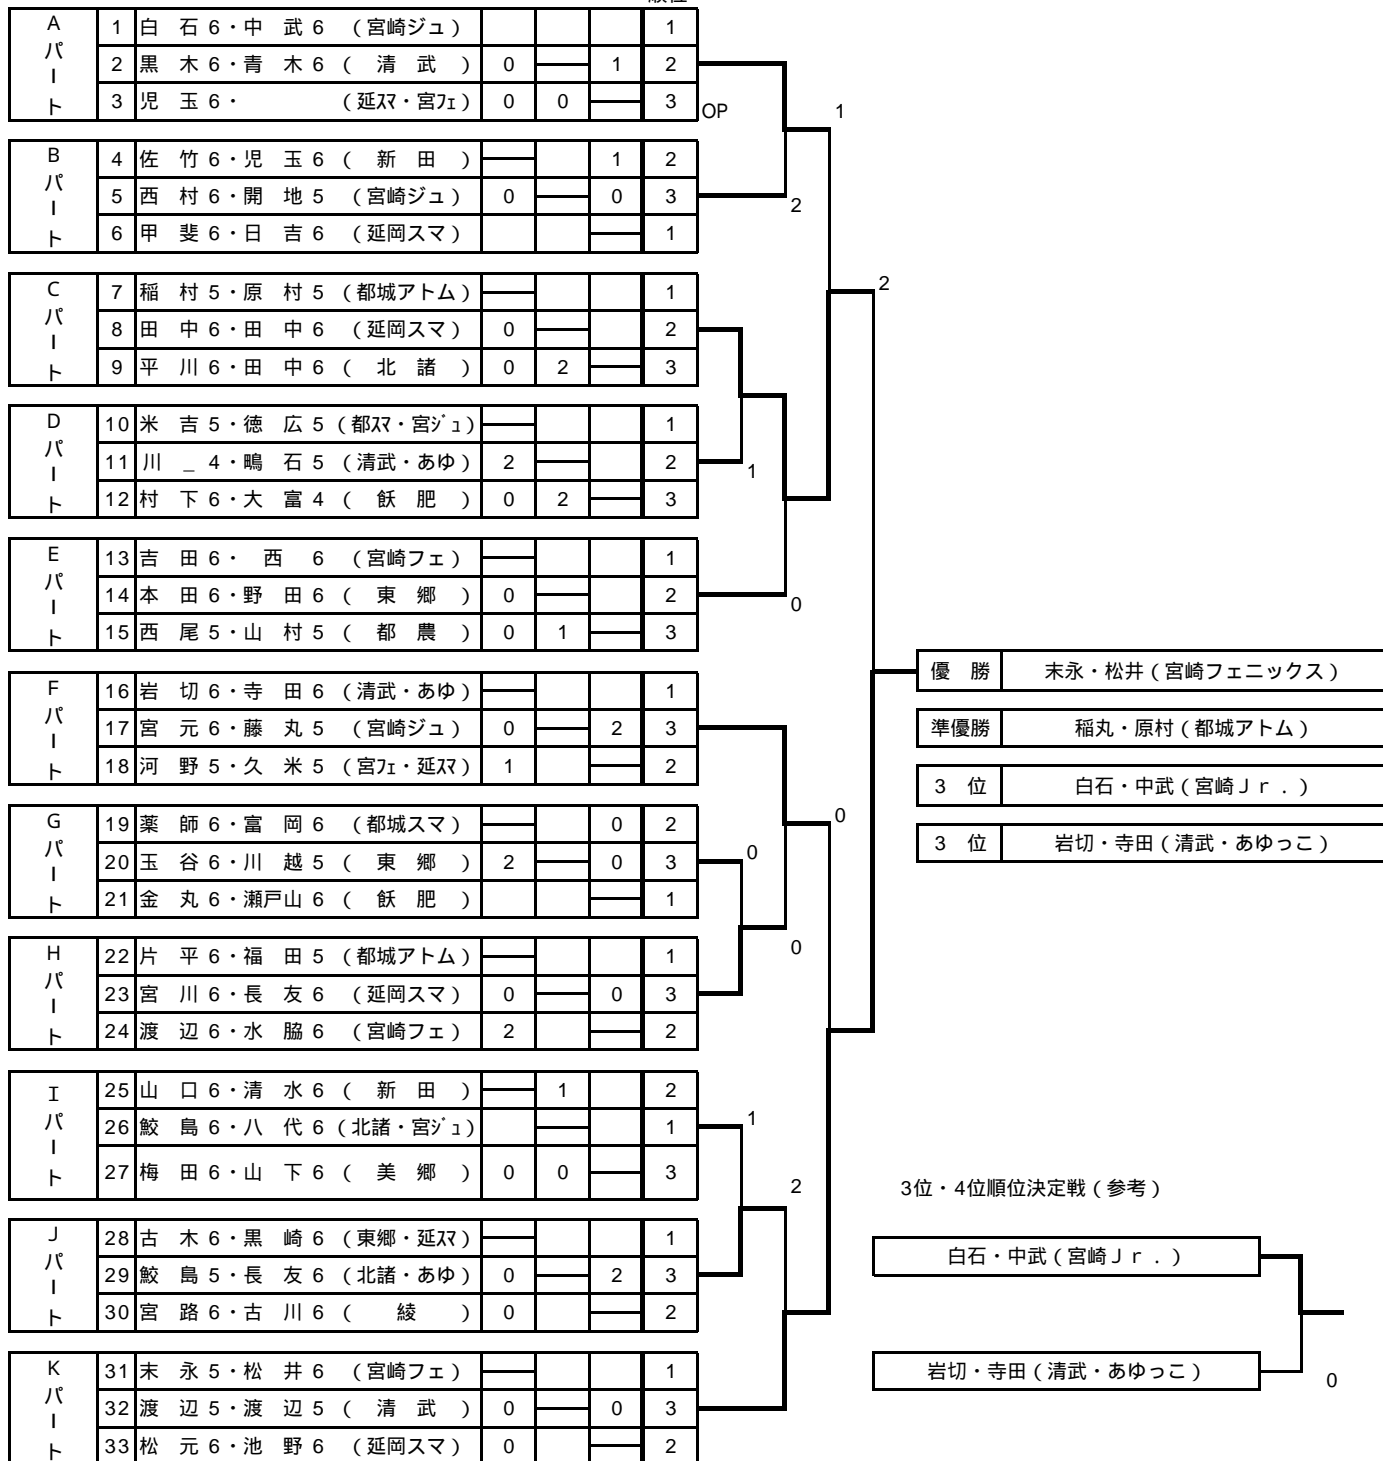 順位
Aパート
1 白 石 6・中 武 6 (宮崎ジュ) 1
2 黒 木 6・青 木 6 ( 清 武 ) 0 1 2
3 児 玉 6・ (延スマ・宮フェ) 0 0 3
OP
1
Bパート
4 佐 竹 6・児 玉 6 ( 新 田 ) 1 2
5 西 村 6・開 地 5 (宮崎ジュ) 0 0 3
2
6 甲 斐 6・日 吉 6 (延岡スマ) 1
Cパート
7 稲 村 5・原 村 5 (都城アトム) 1
2
8 田 中 6・田 中 6 (延岡スマ) 0 2
9 平 川 6・田 中 6 ( 北 諸 ) 0 2 3
Dパート
10 米 吉 5・徳 広 5 (都スマ・宮ジュ) 1
11 川 _ 4・鴫 石 5 (清武・あゆ) 2 2
1
12 村 下 6・大 富 4 ( 飫 肥 ) 0 2 3
Eパート
13 吉 田 6・ 西 6 (宮崎フェ) 1
14 本 田 6・野 田 6 ( 東 郷 ) 0 2
0
15 西 尾 5・山 村 5 ( 都 農 ) 0 1 3
優 勝 末永・松井(宮崎フェニックス)
準優勝 稲丸・原村(都城アトム)
3 位 白石・中武(宮崎Jr.)
3 位 岩切・寺田(清武・あゆっこ)
Fパート
16 岩 切 6・寺 田 6 (清武・あゆ) 1
17 宮 元 6・藤 丸 5 (宮崎ジュ) 0 2 3
18 河 野 5・久 米 5 (宮フェ・延スマ) 1 2
0
Gパート
19 薬 師 6・富 岡 6 (都城スマ) 0 2
20 玉 谷 6・川 越 5 ( 東 郷 ) 2 0 3
0
21 金 丸 6・瀬戸山 6 ( 飫 肥 ) 1
0
Hパート
22 片 平 6・福 田 5 (都城アトム) 1
23 宮 川 6・長 友 6 (延岡スマ) 0 0 3
24 渡 辺 6・水 脇 6 (宮崎フェ) 2 2
Iパート
25 山 口 6・清 水 6 ( 新 田 ) 1 2
26 鮫 島 6・八 代 6 (北諸・宮ジュ) 1
1
27 梅 田 6・山 下 6 ( 美 郷 ) 0 0 3
2
Jパート
28 古 木 6・黒 崎 6 (東郷・延スマ) 1
29 鮫 島 5・長 友 6 (北諸・あゆ) 0 2 3
30 宮 路 6・古 川 6 ( 綾 ) 0 2
Kパート
31 末 永 5・松 井 6 (宮崎フェ) 1
32 渡 辺 5・渡 辺 5 ( 清 武 ) 0 0 3
33 松 元 6・池 野 6 (延岡スマ) 0 2
3位・4位順位決定戦(参考)
白石・中武(宮崎Jr.)
岩切・寺田(清武・あゆっこ)
0